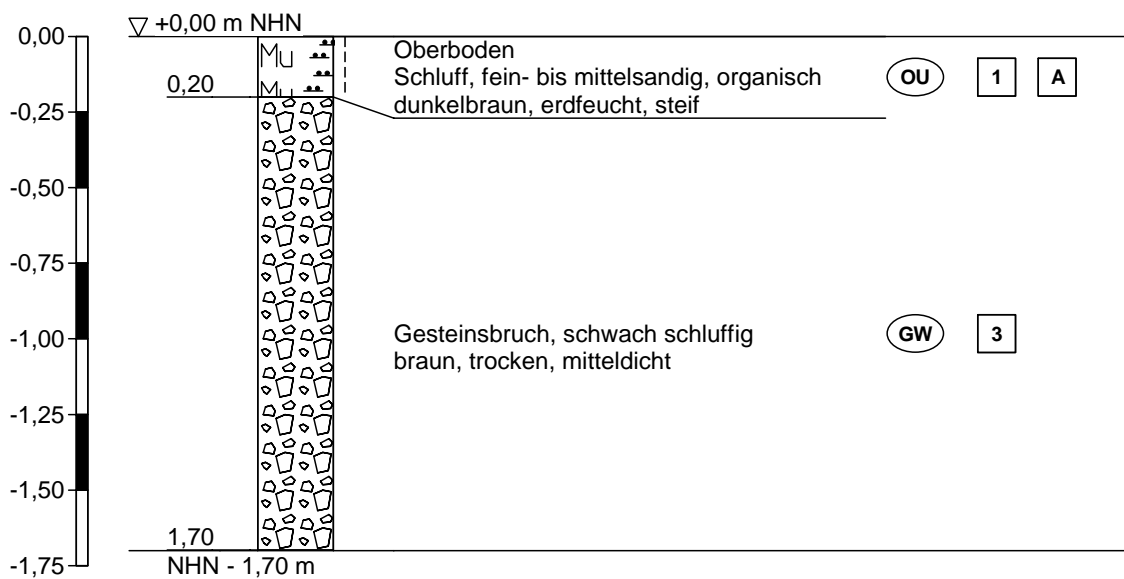 +0,00 m NHN
0,00
Mu
Oberboden
Schluff, fein- bis mittelsandig, organisch
dunkelbraun, erdfeucht, steif
OU
1
A
0,20
Mu
-0,25
-0,50
-0,75
-1,00
Gesteinsbruch, schwach schluffig
braun, trocken, mitteldicht
GW
3
-1,25
-1,50
1,70
-1,75
NHN - 1,70 m